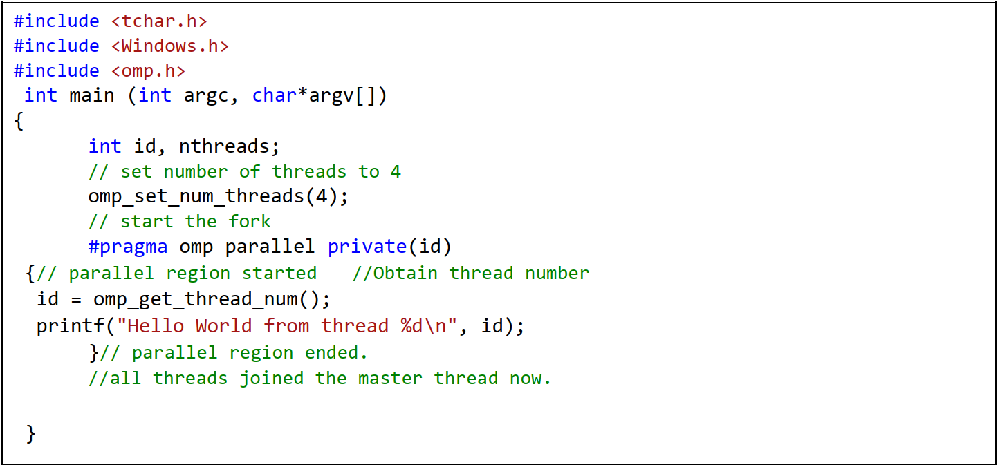 #include <tchar.h>
#include <Windows.h>
#include <omp.h>
int main (int argc, char*argv[])
{
int id, nthreads;
// set number of threads to 4
omp_set_num_threads(4);
// start the fork
#pragma omp parallel private(id)
{// parallel region started   //Obtain thread number
id = omp_get_thread_num();
printf("Hello World from thread %d\n", id);
}// parallel region ended.
//all threads joined the master thread now.
}